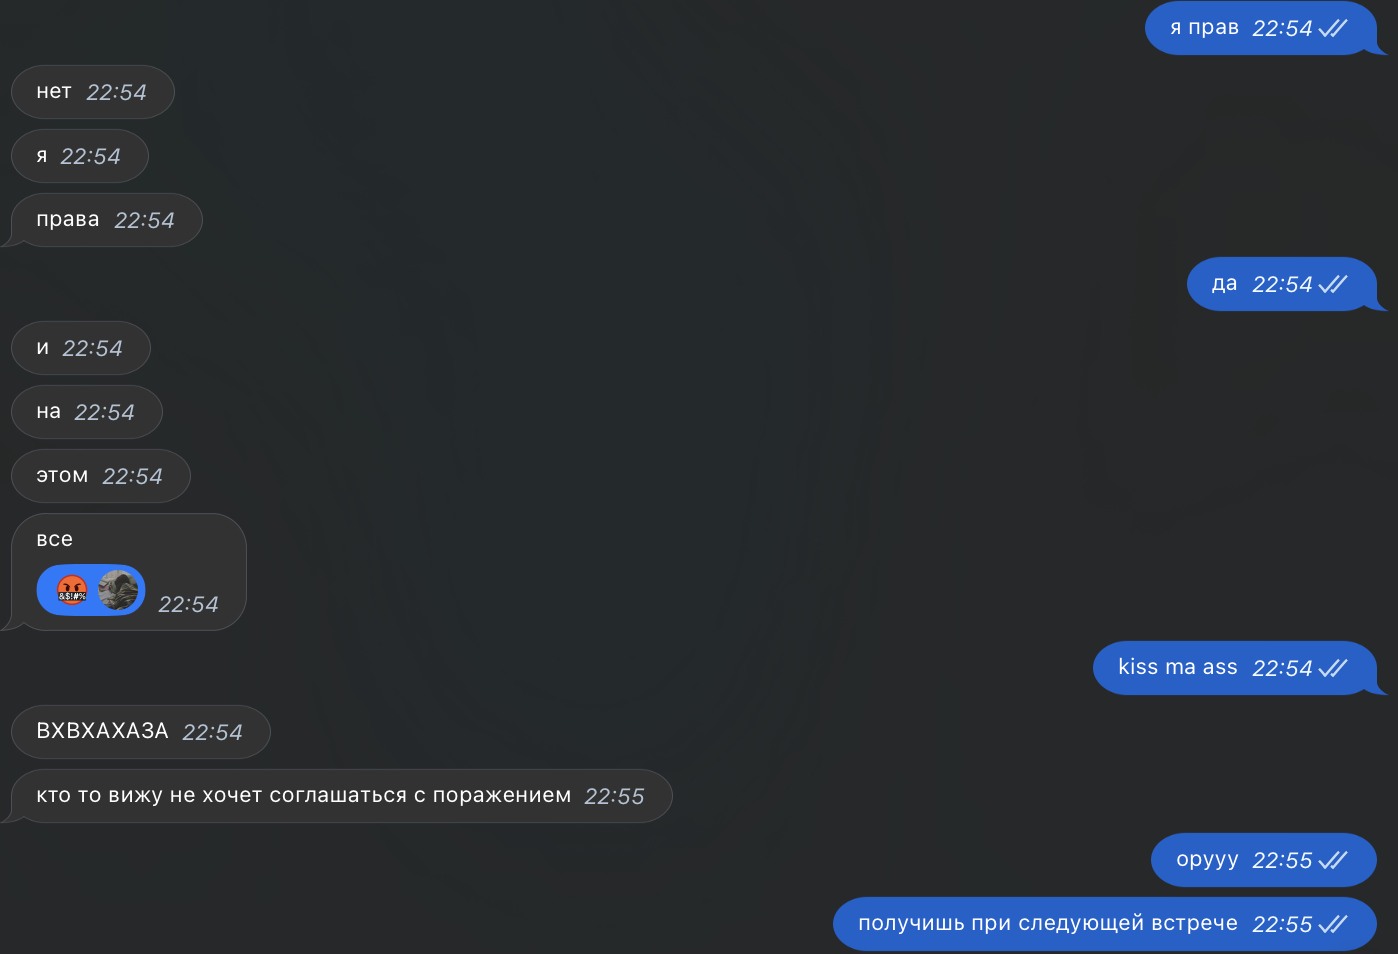 я прав 22:54
нет 22:54
я 22:54
права 22:54
да 22:54
и 22:54
на 22:54
этом 22:54
все
&$!#%
22:54
kiss ma ass 22:54
ВХВХАХАЗА 22:54
кто то вижу не хочет соглашаться с поражением 22:55
орууу 22:55
получишь при следующей встрече 22:55